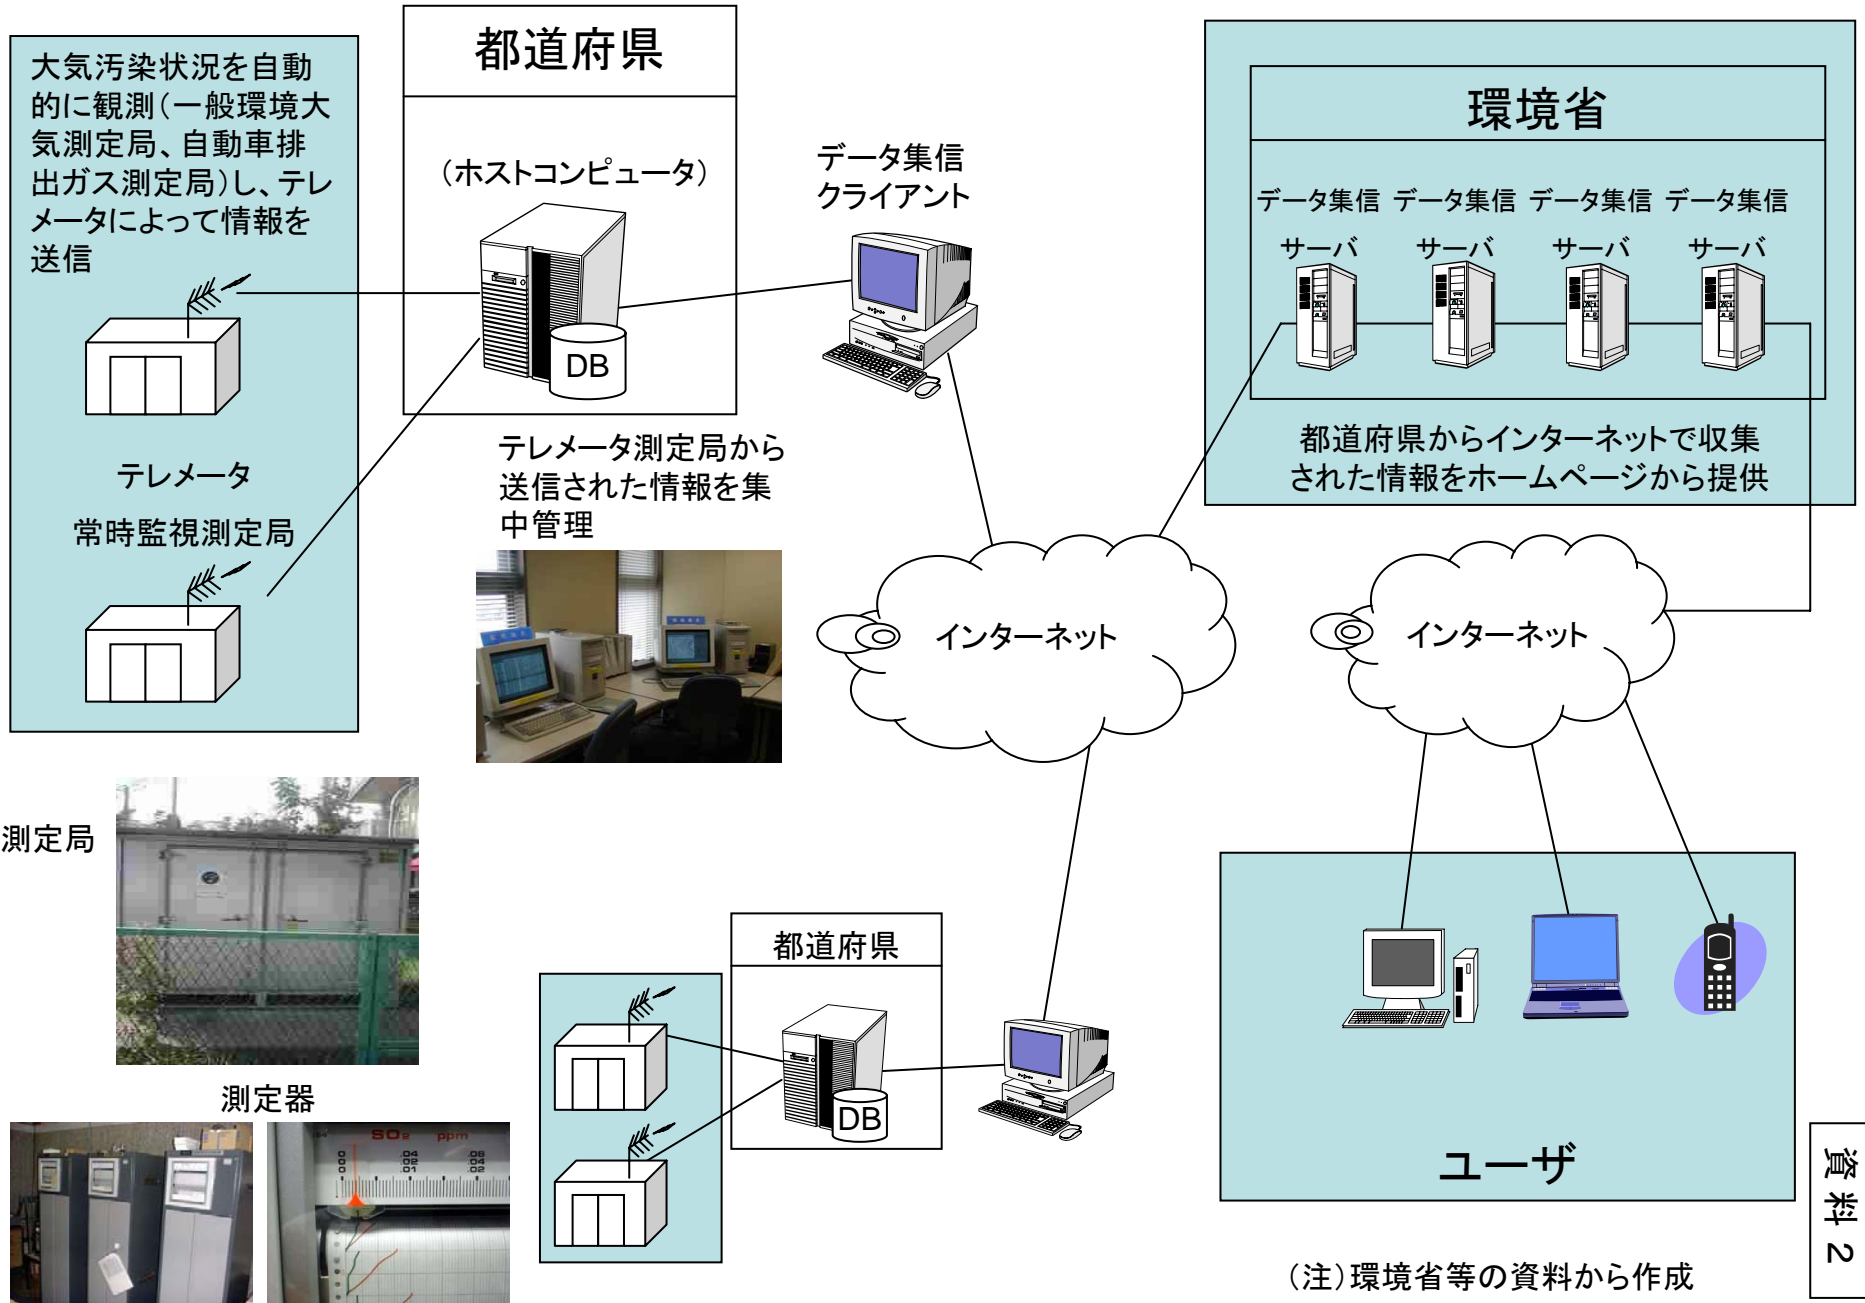 大気汚染状況を自動
的に観測（一般環境大
気測定局、自動車排
出ガス測定局）し、テレ
メータによって情報を
送信
テレメータ
常時監視測定局
都道府県
（ホストコンピュータ）
DB
テレメータ測定局から
送信された情報を集
中管理
データ集信
クライアント
環境省
データ集信 データ集信 データ集信 データ集信
サーバ サーバ サーバ サーバ
都道府県からインターネットで収集
された情報をホームページから提供
インターネット
インターネット
測定局
測定器
SO₂ ppm
0 .04 .08
0 .02 .04
0 .01 .02
都道府県
DB
ユーザ
（注）環境省等の資料から作成
資料２